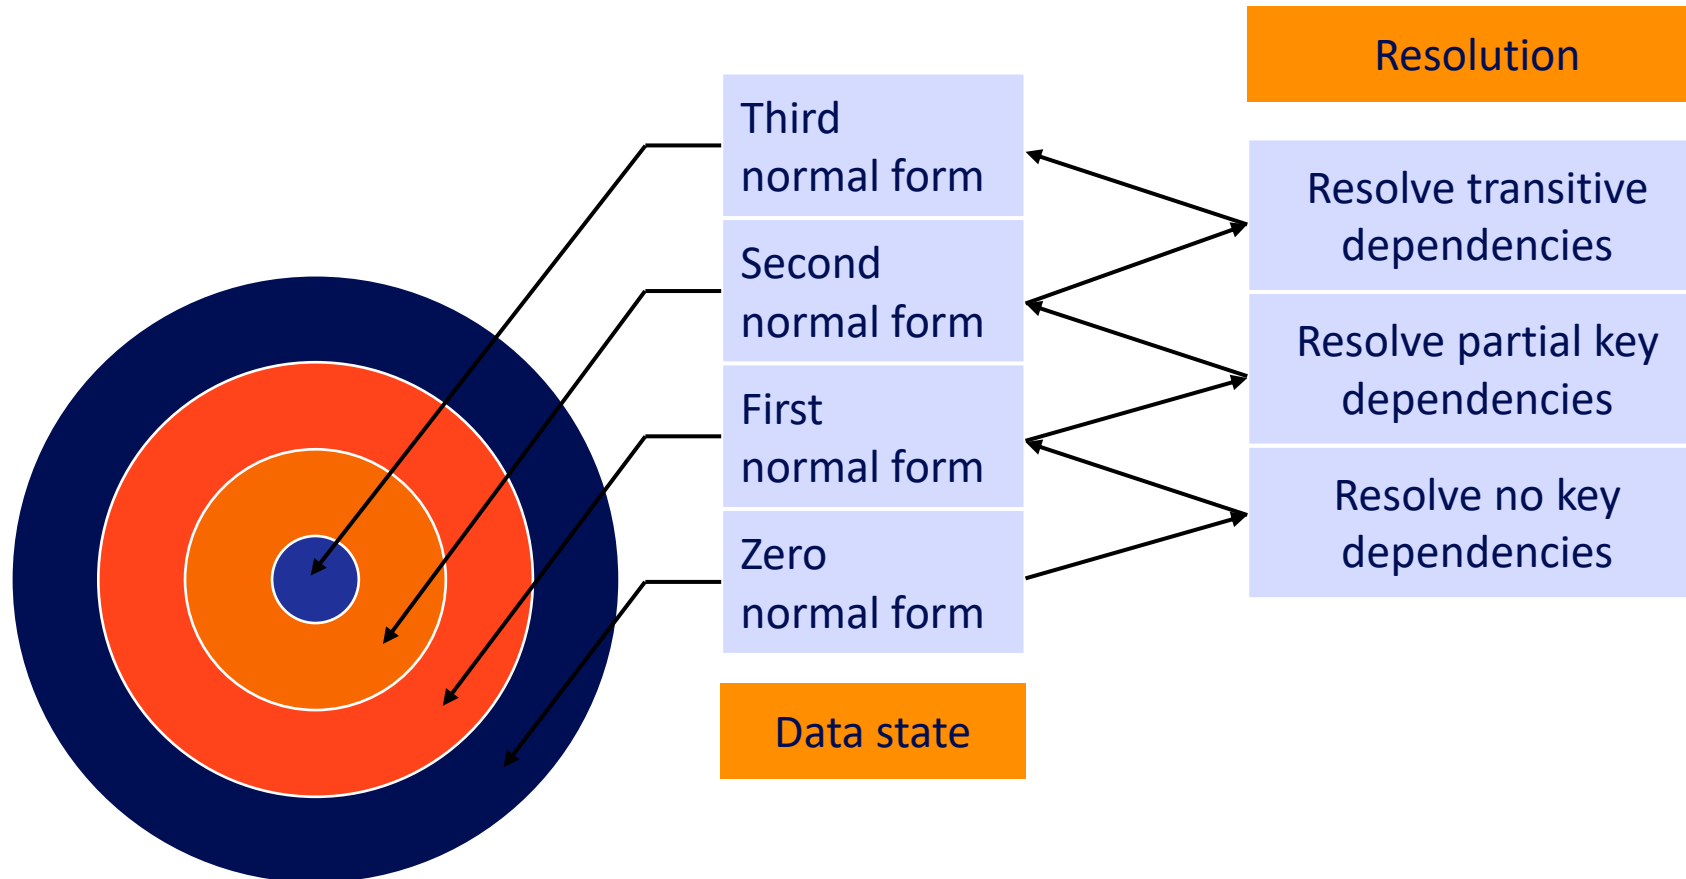 Resolution
Third
normal form
Second
normal form
First
normal form
Zero
normal form
Data state
Resolve transitive
dependencies
Resolve partial key
dependencies
Resolve no key
dependencies